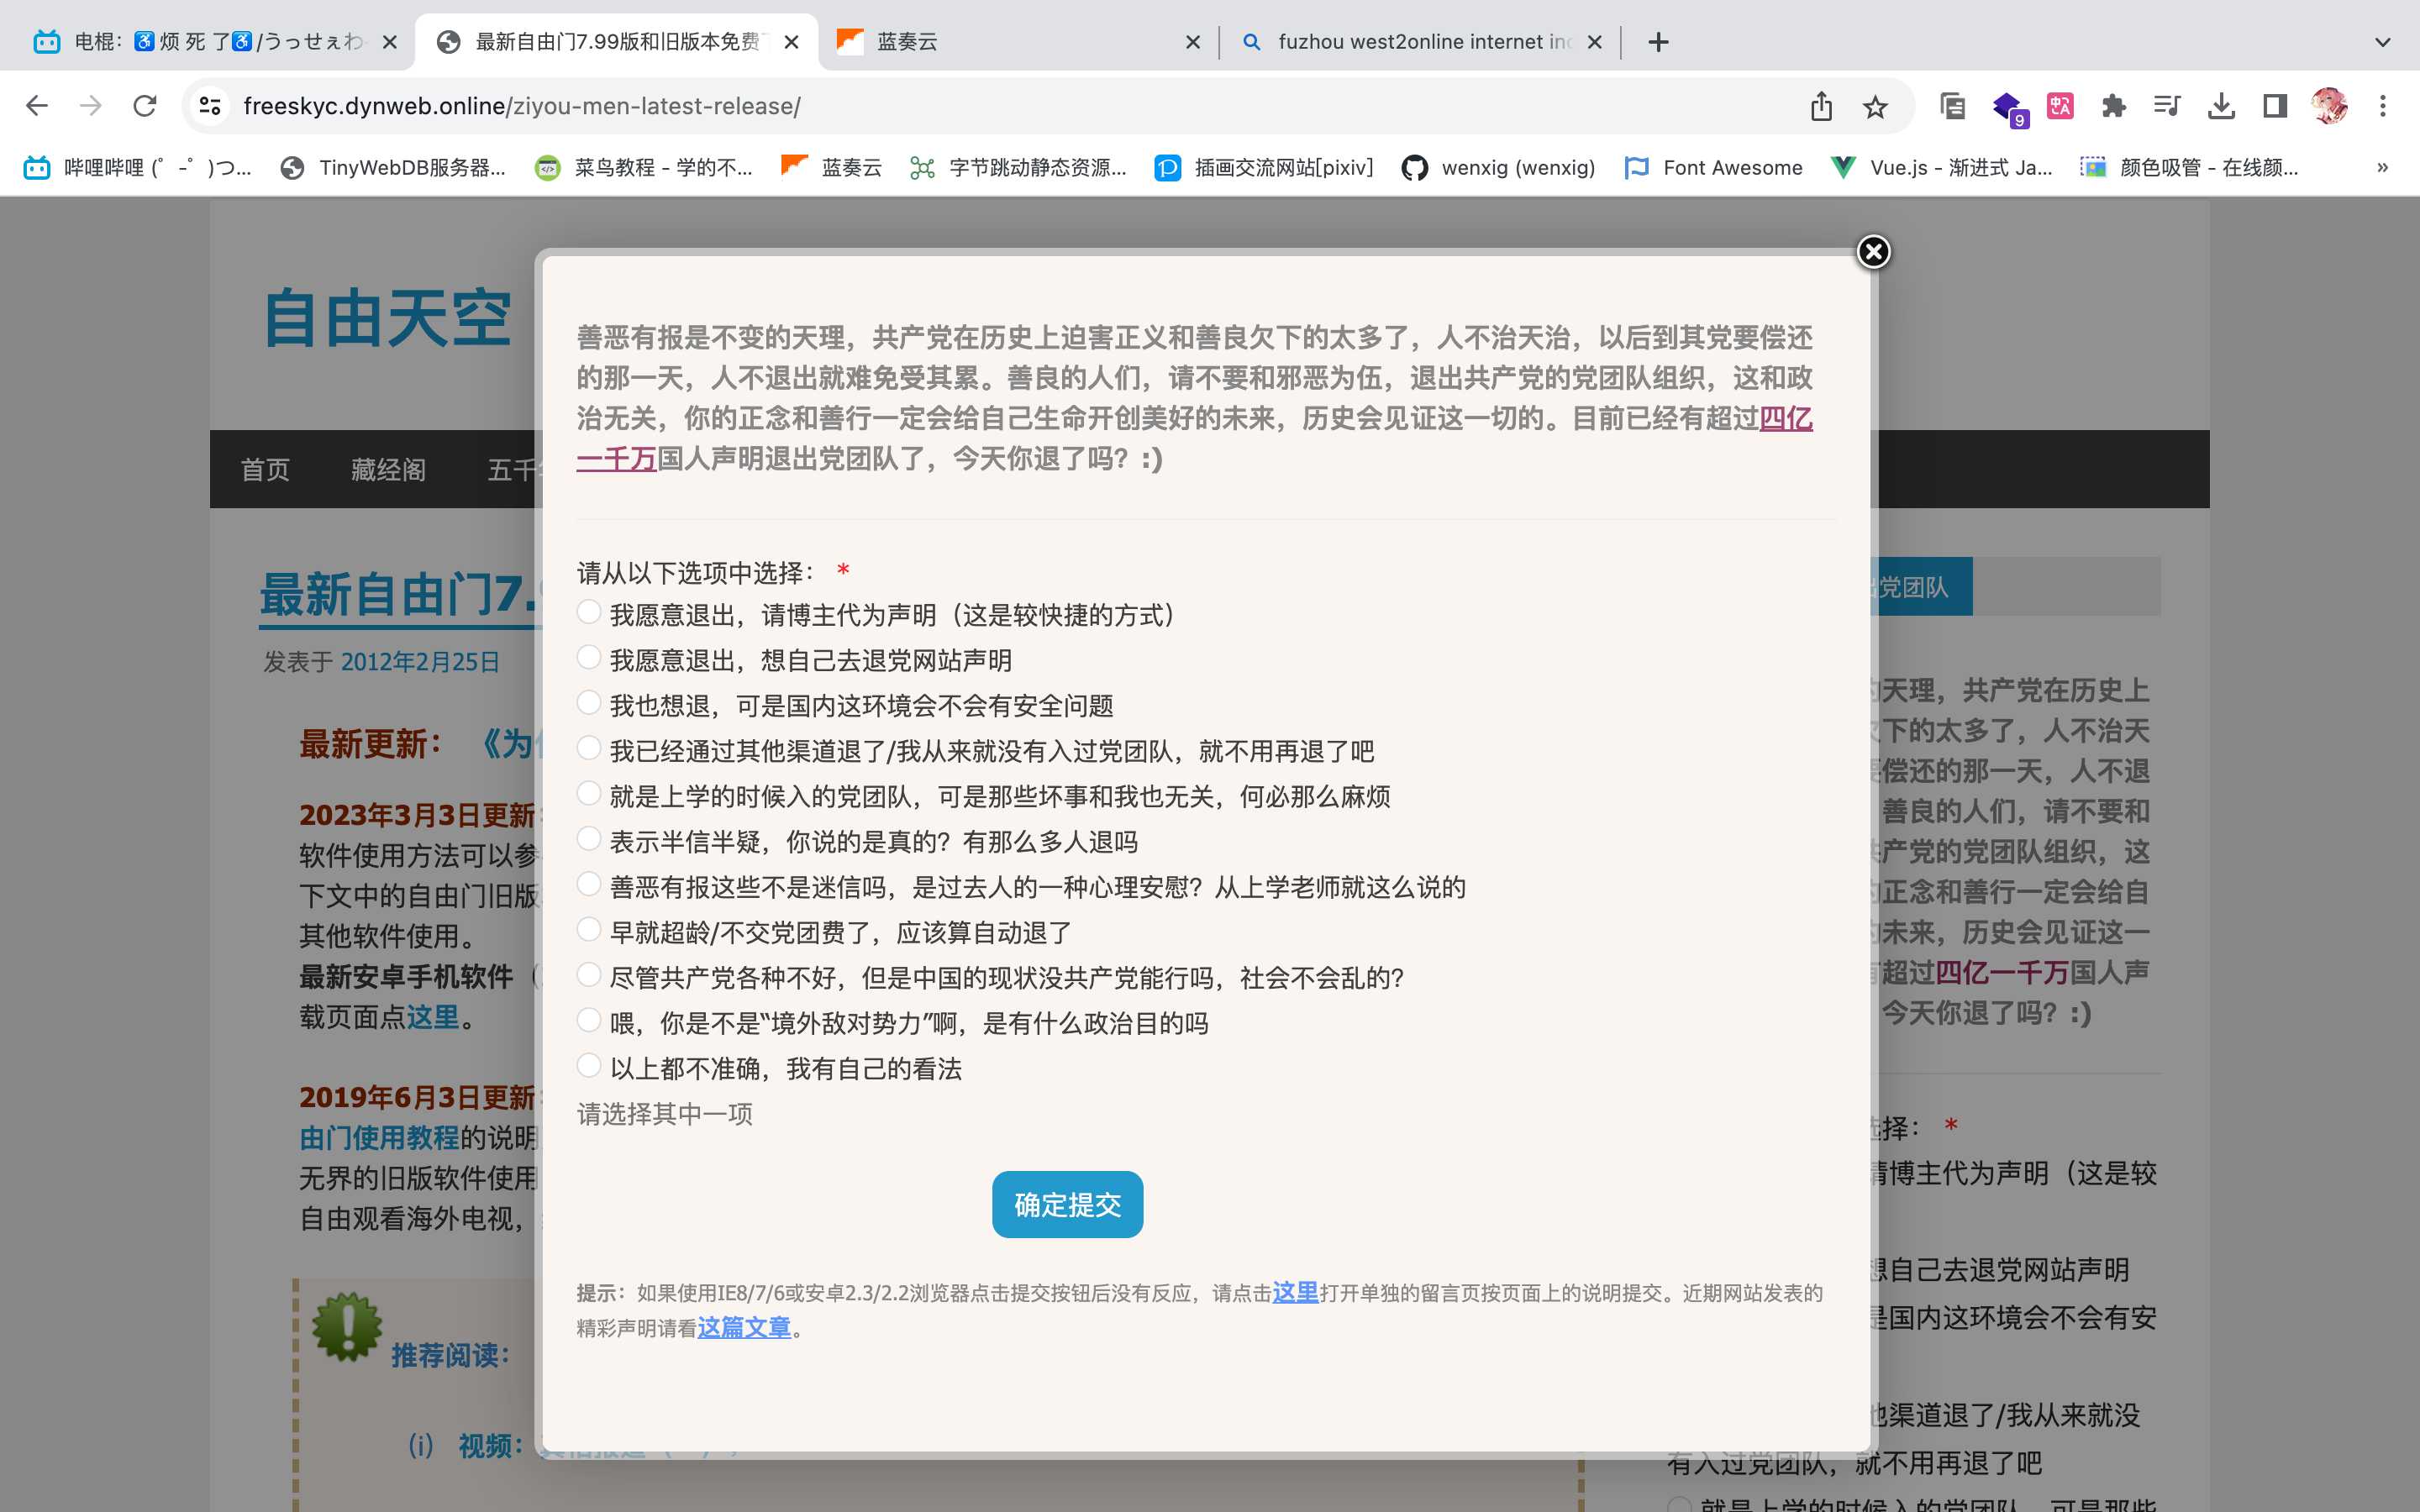 电棍：♿烦 死 了♿/うっせぇわ
最新自由门7.99版和旧版本免费
蓝奏云
fuzhou west2online internet inc
freeskyc.dynweb.online/ziyou-men-latest-release/
9
哔哩哔哩 (゜-゜)つ...
TinyWebDB服务器...
菜鸟教程 - 学的不...
蓝奏云
字节跳动静态资源...
插画交流网站[pixiv]
wenxig (wenxig)
Font Awesome
Vue.js - 渐进式 Ja...
颜色吸管 - 在线颜...
»
自由天空
首页
藏经阁
五千
最新自由门7.9
发表于 2012年2月25日
最新更新： 《为
2023年3月3日更新：
软件使用方法可以参
下文中的自由门旧版
其他软件使用。
最新安卓手机软件（
载页面点这里。
2019年6月3日更新：
由门使用教程的说明
无界的旧版软件使用
自由观看海外电视，
推荐阅读：
(i) 视频：
善恶有报是不变的天理，共产党在历史上迫害正义和善良欠下的太多了，人不治天治，以后到其党要偿还
的那一天，人不退出就难免受其累。善良的人们，请不要和邪恶为伍，退出共产党的党团队组织，这和政
治无关，你的正念和善行一定会给自己生命开创美好的未来，历史会见证这一切的。目前已经有超过四亿
一千万国人声明退出党团队了，今天你退了吗？:)
请从以下选项中选择： *
我愿意退出，请博主代为声明（这是较快捷的方式）
我愿意退出，想自己去退党网站声明
我也想退，可是国内这环境会不会有安全问题
我已经通过其他渠道退了/我从来就没有入过党团队，就不用再退了吧
就是上学的时候入的党团队，可是那些坏事和我也无关，何必那么麻烦
表示半信半疑，你说的是真的？有那么多人退吗
善恶有报这些不是迷信吗，是过去人的一种心理安慰？从上学老师就这么说的
早就超龄/不交党团费了，应该算自动退了
尽管共产党各种不好，但是中国的现状没共产党能行吗，社会不会乱的？
喂，你是不是“境外敌对势力”啊，是有什么政治目的吗
以上都不准确，我有自己的看法
请选择其中一项
确定提交
提示：如果使用IE8/7/6或安卓2.3/2.2浏览器点击提交按钮后没有反应，请点击这里打开单独的留言页按页面上的说明提交。近期网站发表的
精彩声明请看这篇文章。
出党团队
的天理，共产党在历史上
欠下的太多了，人不治天
要偿还的那一天，人不退
善良的人们，请不要和
共产党的党团队组织，这
的正念和善行一定会给自
的未来，历史会见证这一
有超过四亿一千万国人声
今天你退了吗？:)
选择： *
请博主代为声明（这是较
想自己去退党网站声明
是国内这环境会不会有安
他渠道退了/我从来就没
有入过党团队，就不用再退了吧
就是上学的时候入的党团队，可是那些